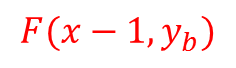 F(x − 1, y_b)